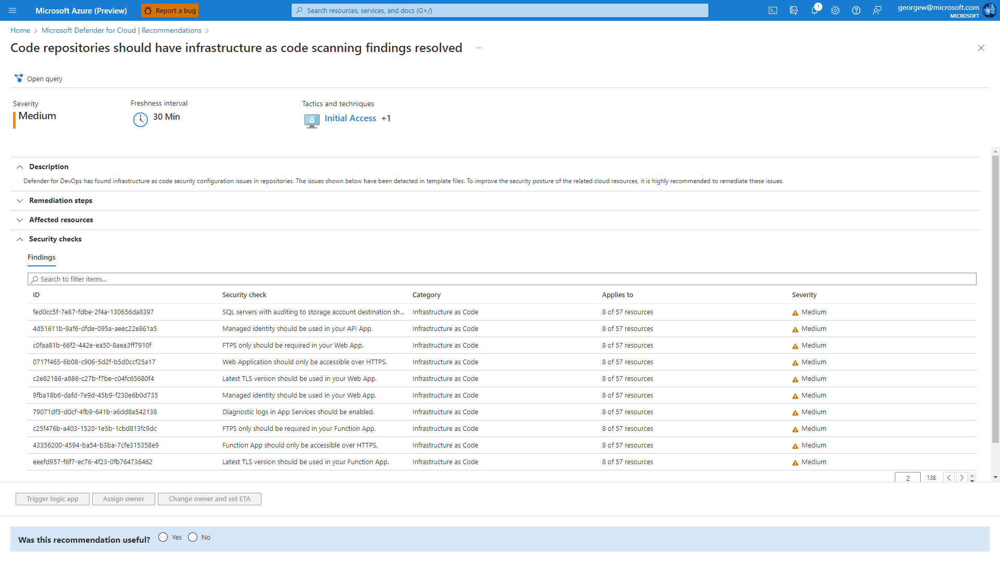 Microsoft Azure (Preview)
Report a bug
Search resources, services, and docs (G+/)
1
georgew@microsoft.com
MICROSOFT
Home > Microsoft Defender for Cloud | Recommendations >
Code repositories should have infrastructure as code scanning findings resolved ...
Open query
Severity
Medium
Freshness interval
30 Min
Tactics and techniques
Initial Access +1
Description
Defender for DevOps has found infrastructure as code security configuration issues in repositories. The issues shown below have been detected in template files. To improve the security posture of the related cloud resources, it is highly recommended to remediate these issues.
Remediation steps
Affected resources
Security checks
Findings
Search to filter items...
ID Security check Category Applies to Severity
fed0cc5f-7e87-fdbe-2f4a-130656da8397 SQL servers with auditing to storage account destination sh... Infrastructure as Code 8 of 57 resources Medium
4d51611b-9af6-dfde-095a-aeec22e861a5 Managed identity should be used in your API App. Infrastructure as Code 8 of 57 resources Medium
c0faa81b-66f2-442e-ea50-8aea3ff7910f FTPS only should be required in your Web App. Infrastructure as Code 8 of 57 resources Medium
0717f465-6b08-c906-5d2f-b5d0ccf25a17 Web Application should only be accessible over HTTPS. Infrastructure as Code 8 of 57 resources Medium
c2e82186-a886-c27b-f7be-c04fc65680f4 Latest TLS version should be used in your Web App. Infrastructure as Code 8 of 57 resources Medium
9fba18b6-dafd-7e9d-45b9-f230e6b0d735 Managed identity should be used in your Web App. Infrastructure as Code 8 of 57 resources Medium
79071df5-d0cf-4fb9-641b-a6dd8a542138 Diagnostic logs in App Services should be enabled. Infrastructure as Code 8 of 57 resources Medium
c25f476b-a403-1520-1e5b-1cbd813fc9dc FTPS only should be required in your Function App. Infrastructure as Code 8 of 57 resources Medium
43356200-4594-ba54-b3ba-7cfe315358e9 Function App should only be accessible over HTTPS. Infrastructure as Code 8 of 57 resources Medium
eeefd957-f6f7-ec76-4f23-0fb764736462 Latest TLS version should be used in your Function App. Infrastructure as Code 8 of 57 resources Medium
2 138
Trigger logic app Assign owner Change owner and set ETA
Was this recommendation useful? Yes No